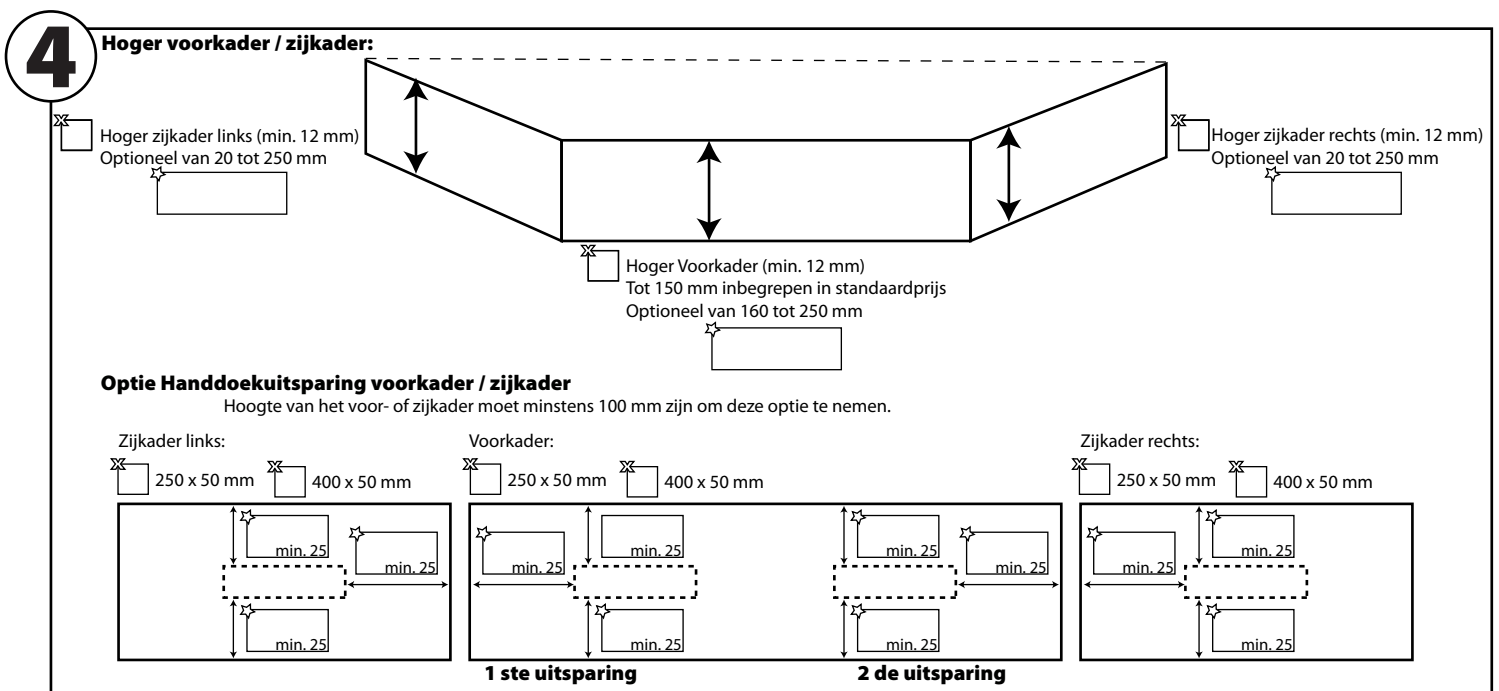 4
Hoger voorkader / zijkader:
Hoger zijkader links (min. 12 mm)
Optioneel van 20 tot 250 mm
Hoger zijkader rechts (min. 12 mm)
Optioneel van 20 tot 250 mm
Hoger Voorkader (min. 12 mm)
Tot 150 mm inbegrepen in standaardprijs
Optioneel van 160 tot 250 mm
Optie Handdoekuitsparing voorkader / zijkader
Hoogte van het voor- of zijkader moet minstens 100 mm zijn om deze optie te nemen.
Zijkader links:
250 x 50 mm
400 x 50 mm
min. 25
min. 25
min. 25
Voorkader:
250 x 50 mm
400 x 50 mm
min. 25
min. 25
min. 25
min. 25
min. 25
min. 25
1 ste uitsparing
2 de uitsparing
Zijkader rechts:
250 x 50 mm
400 x 50 mm
min. 25
min. 25
min. 25